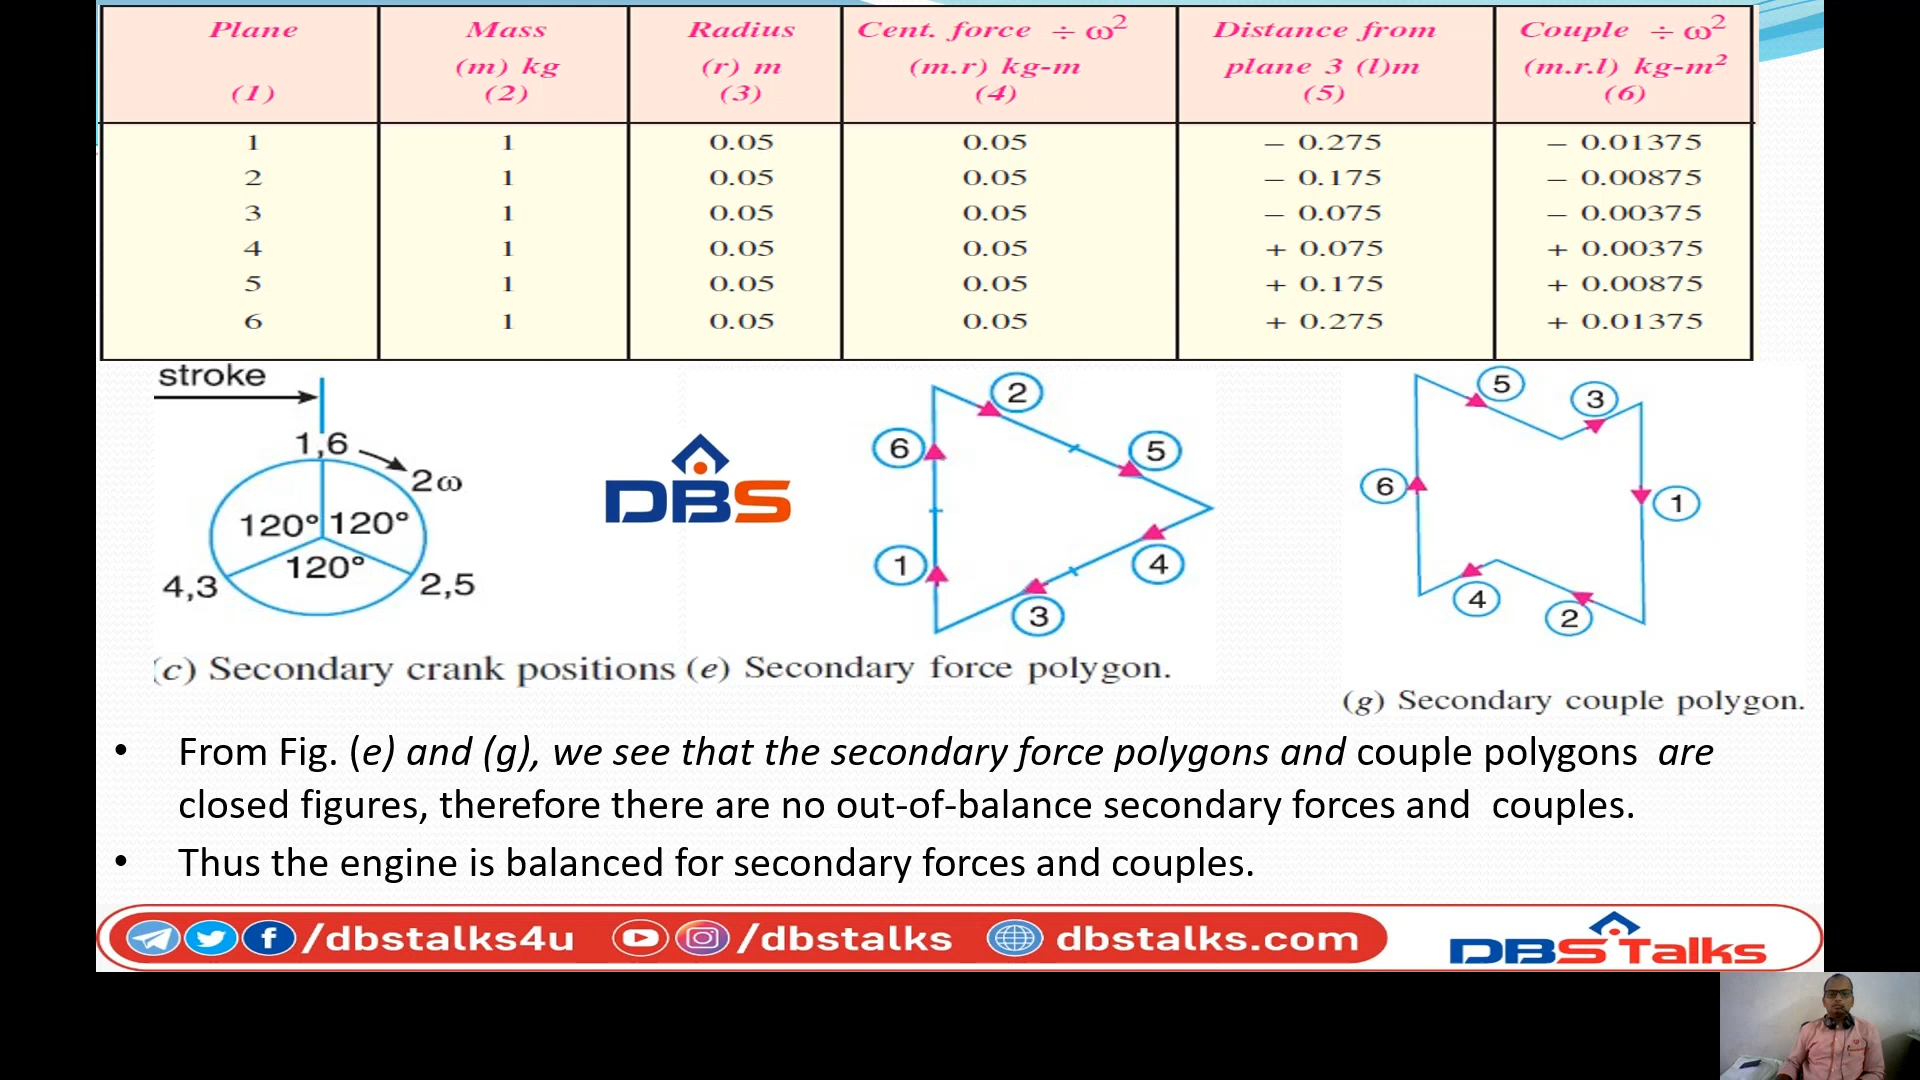 Plane Mass Radius Cent. force ÷ ω² Distance from Couple ÷ ω²
(m) kg (r) m (m.r) kg-m plane 3 (l)m (m.r.l) kg-m²
(1) (2) (3) (4) (5) (6)
1 1 0.05 0.05 – 0.275 – 0.01375
2 1 0.05 0.05 – 0.175 – 0.00875
3 1 0.05 0.05 – 0.075 – 0.00375
4 1 0.05 0.05 + 0.075 + 0.00375
5 1 0.05 0.05 + 0.175 + 0.00875
6 1 0.05 0.05 + 0.275 + 0.01375
stroke
1,6
2ω
120° 120°
120°
4,3
2,5
(c) Secondary crank positions
DBS
2
6
5
1
4
3
(e) Secondary force polygon.
5
3
6
1
4
2
(g) Secondary couple polygon.
• From Fig. (e) and (g), we see that the secondary force polygons and couple polygons are
closed figures, therefore there are no out-of-balance secondary forces and couples.
• Thus the engine is balanced for secondary forces and couples.
/dbstalks4u /dbstalks dbstalks.com
DBS Talks